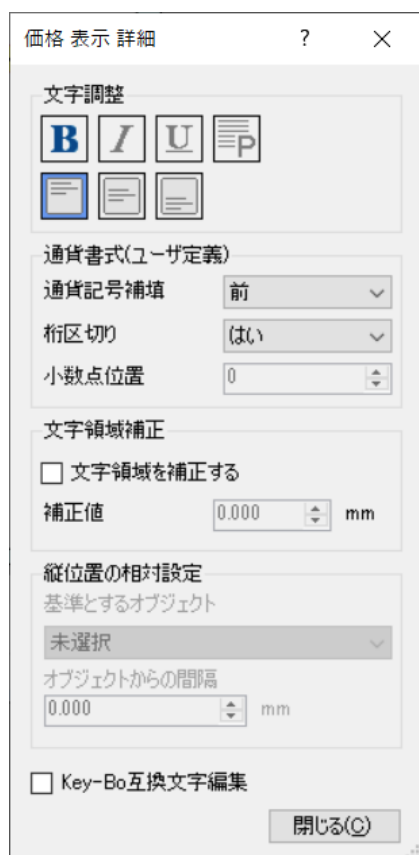 価格 表示 詳細 ? ×
文字調整
B I U P
通貨書式(ユーザ定義)
通貨記号補填 前
桁区切り はい
小数点位置 0
文字領域補正
文字領域を補正する
補正値 0.000 mm
縦位置の相対設定
基準とするオブジェクト
未選択
オブジェクトからの間隔
0.000 mm
Key-Bo互換文字編集
閉じる(C)